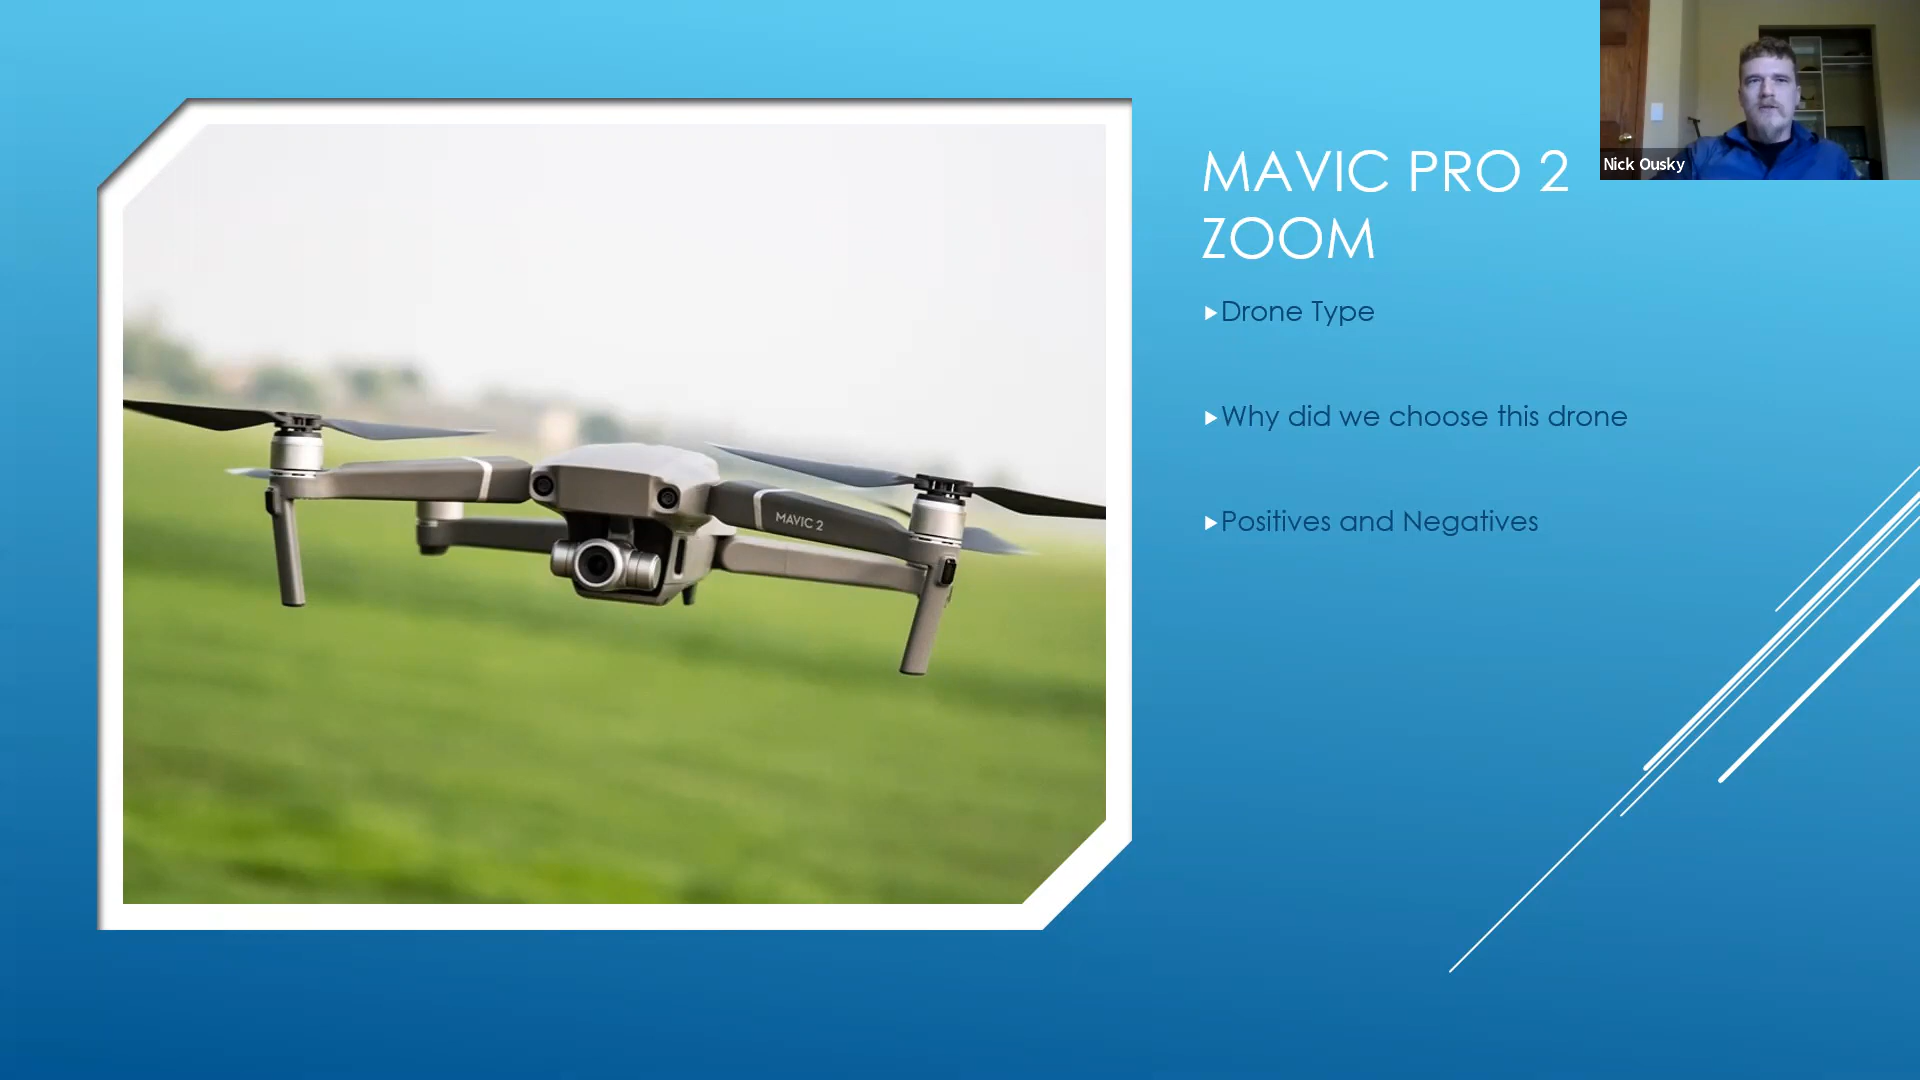 MAVIC PRO 2
ZOOM
Nick Ousky
Drone Type
Why did we choose this drone
Positives and Negatives
MAVIC 2